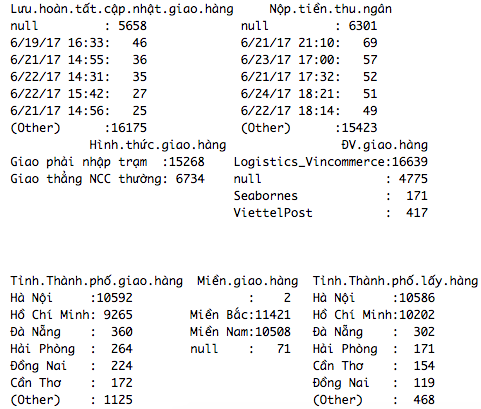 Lưu.hoàn.tất.cập.nhật.giao.hàng Nộp.tiền.thu.ngân
null : 5658 null : 6301
6/19/17 16:33: 46 6/21/17 21:10: 69
6/21/17 14:55: 36 6/23/17 17:00: 57
6/22/17 14:31: 35 6/21/17 17:32: 52
6/22/17 15:42: 27 6/24/17 18:21: 51
6/21/17 14:56: 25 6/22/17 18:14: 49
(Other) :16175 (Other) :15423
Hình.thức.giao.hàng ĐV.giao.hàng
Giao phải nhập trạm :15268 Logistics_Vincommerce:16639
Giao thẳng NCC thường: 6734 null : 4775
Seabornes : 171
ViettelPost : 417
Tỉnh.Thành.phố.giao.hàng Miền.giao.hàng Tỉnh.Thành.phố.lấy.hàng
Hà Nội :10592 : 2 Hà Nội :10586
Hồ Chí Minh: 9265 Miền Bắc:11421 Hồ Chí Minh:10202
Đà Nẵng : 360 Miền Nam:10508 Đà Nẵng : 302
Hải Phòng : 264 null : 71 Hải Phòng : 171
Đồng Nai : 224 Cần Thơ : 154
Cần Thơ : 172 Đồng Nai : 119
(Other) : 1125 (Other) : 468